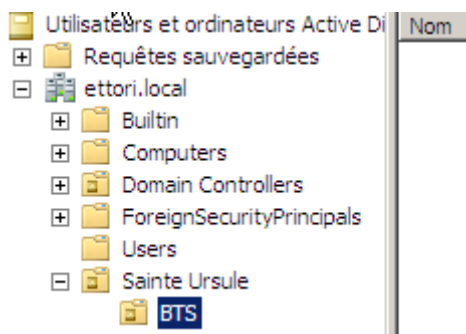 Utilisateurs et ordinateurs Active Di Nom
Requêtes sauvegardées
ettori.local
Builtin
Computers
Domain Controllers
ForeignSecurityPrincipals
Users
Sainte Ursule
BTS